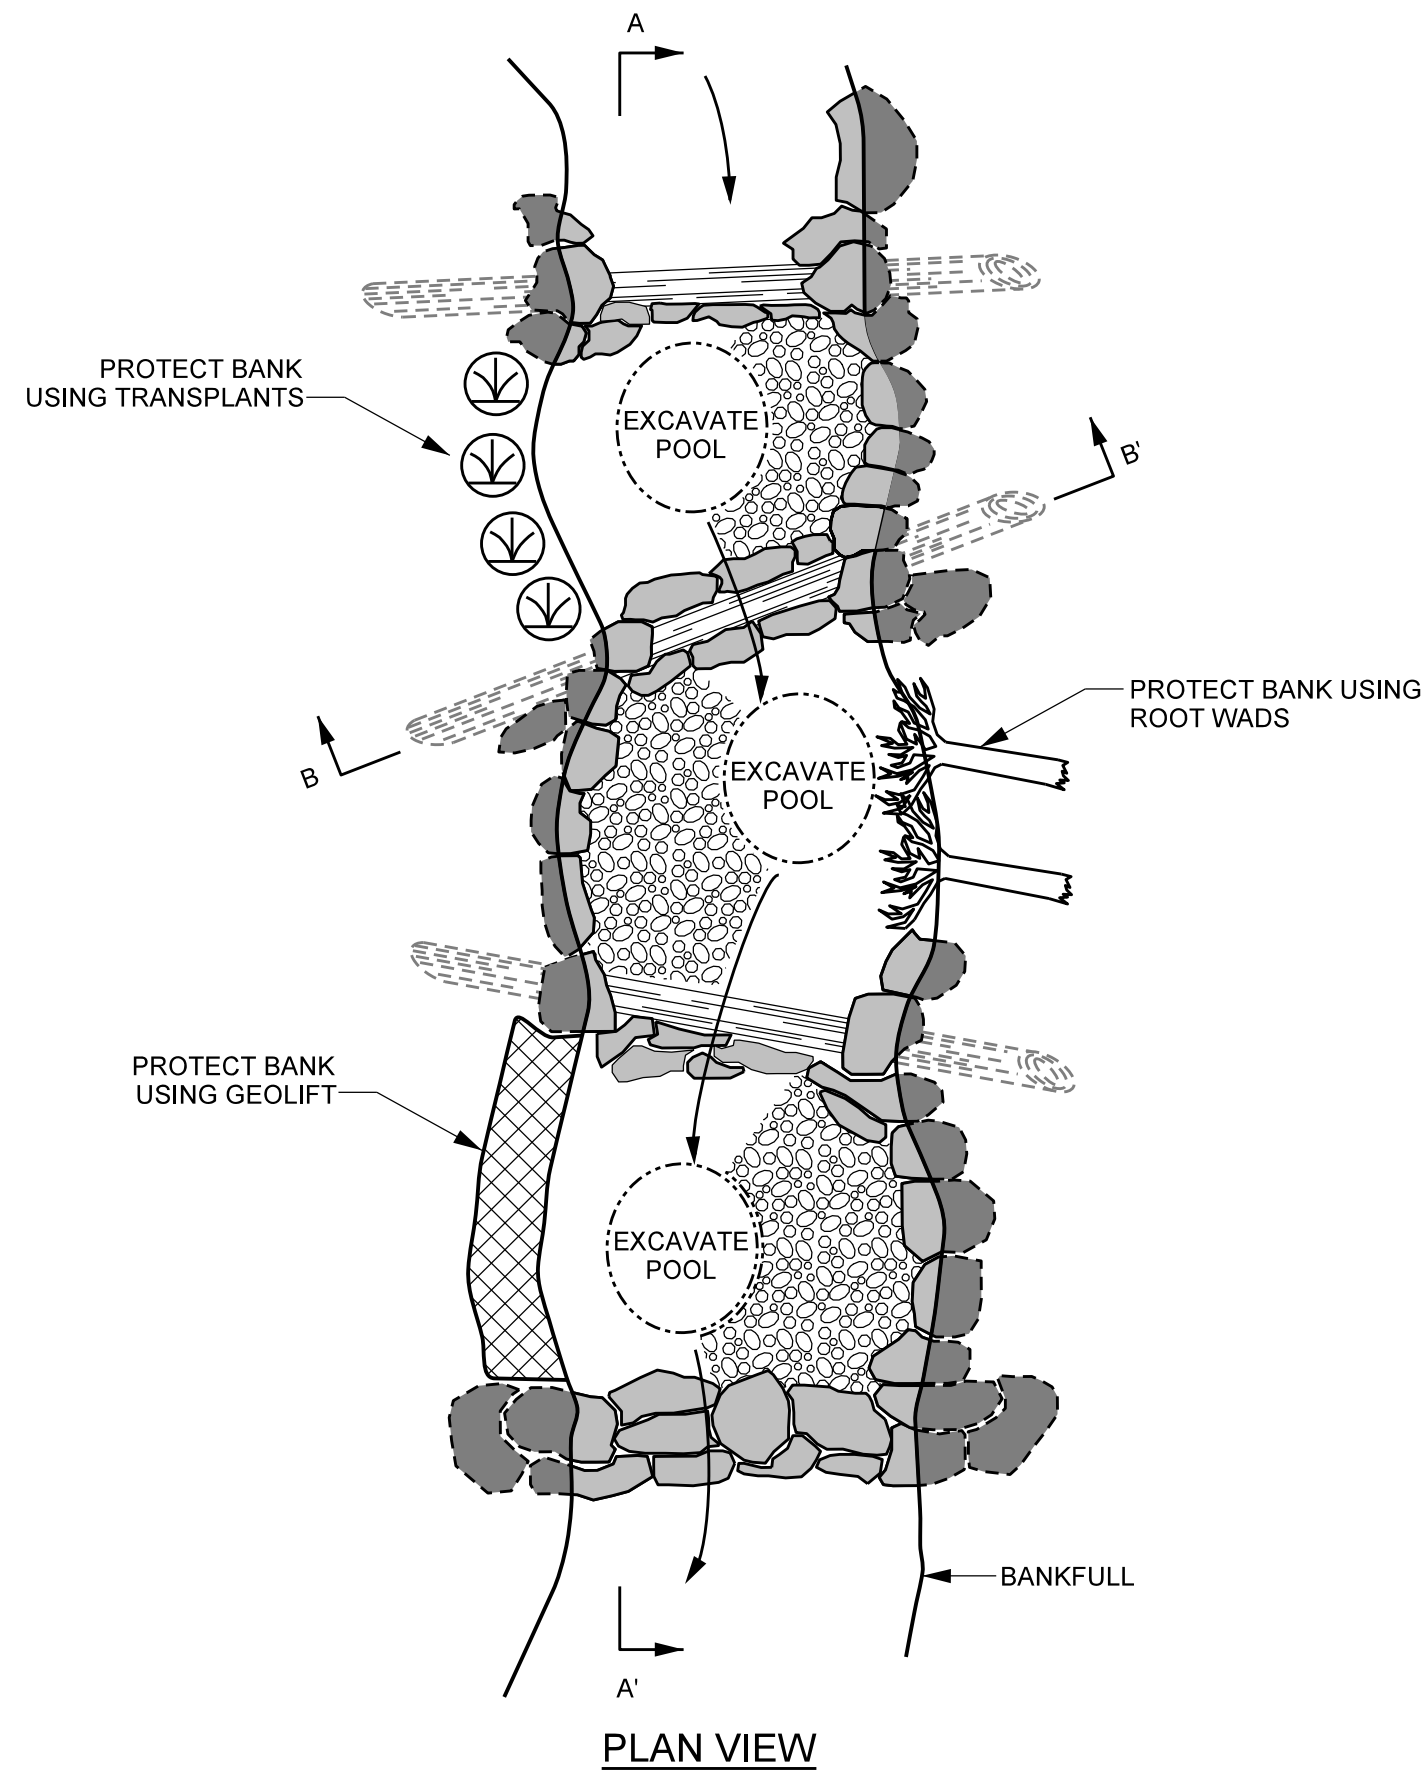 A
PROTECT BANK
USING TRANSPLANTS
EXCAVATE
POOL
B'
PROTECT BANK USING
ROOT WADS
B
EXCAVATE
POOL
PROTECT BANK
USING GEOLIFT
EXCAVATE
POOL
BANKFULL
A'
PLAN VIEW